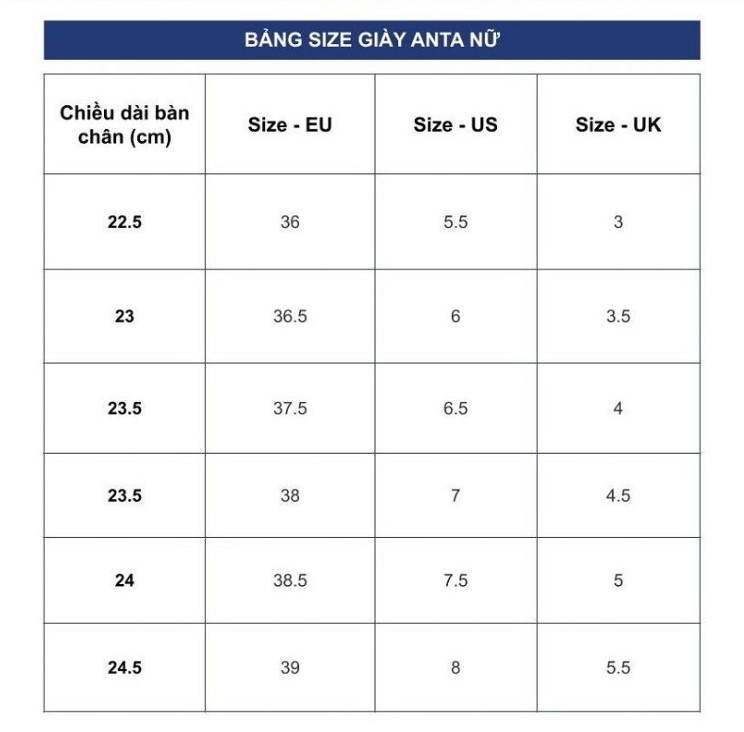 BẢNG SIZE GIÀY ANTA NỮ
Chiều dài bàn chân (cm) Size - EU Size - US Size - UK
22.5 36 5.5 3
23 36.5 6 3.5
23.5 37.5 6.5 4
23.5 38 7 4.5
24 38.5 7.5 5
24.5 39 8 5.5